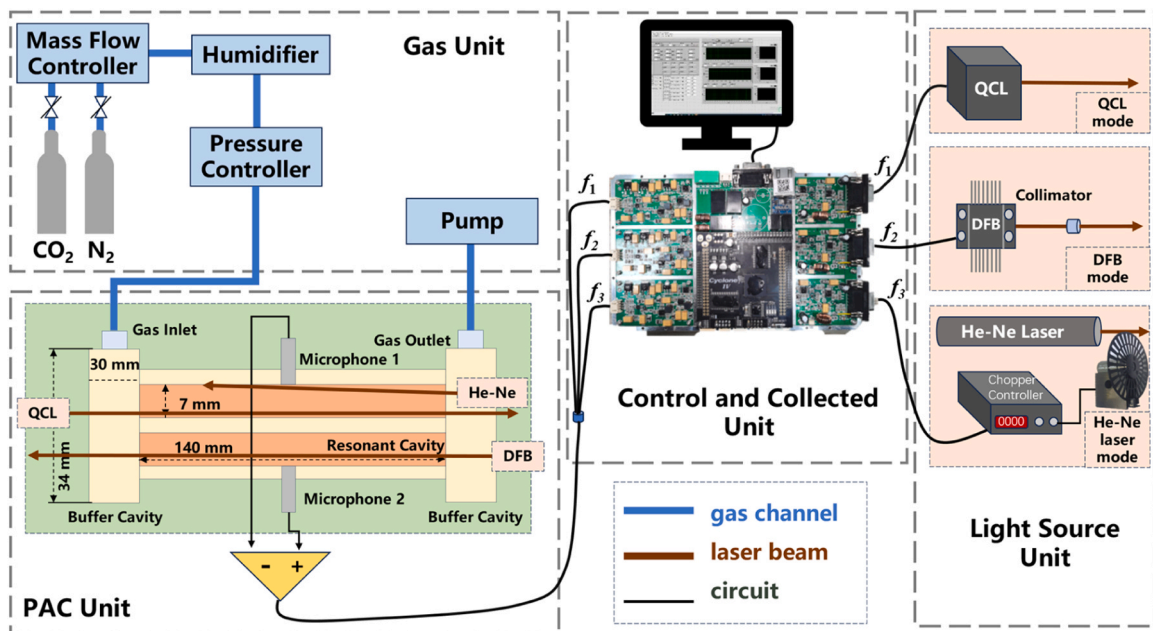 Mass Flow
Controller
Humidifier
Gas Unit
Pressure
Controller
Pump
CO2 N2
Gas Inlet
Gas Outlet
30 mm
Microphone 1
He-Ne
7 mm
QCL
Resonant Cavity
140 mm
DFB
34 mm
Microphone 2
Buffer Cavity
Buffer Cavity
- +
PAC Unit
f1
f2
f3
Cyclone
IV
f1
f2
f3
Control and Collected
Unit
gas channel
laser beam
circuit
QCL
QCL
mode
Collimator
DFB
DFB
mode
He-Ne Laser
Chopper
Controller
0000
He-Ne
laser
mode
Light Source
Unit